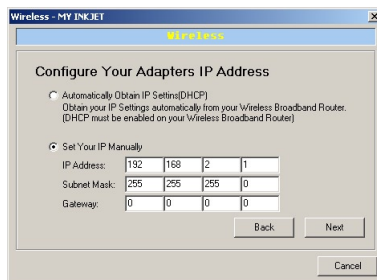 Wireless - MY INKJET
Wireless
Configure Your Adapters IP Address
Automatically Obtain IP Settins(DHCP)
Obtain your IP Settings automatically from your Wireless Broadband Router.
(DHCP must be enabled on your Wireless Broadband Router)
Set Your IP Manually
IP Address: 192 168 2 1
Subnet Mask: 255 255 255 0
Gateway: 0 0 0 0
Back Next
Cancel